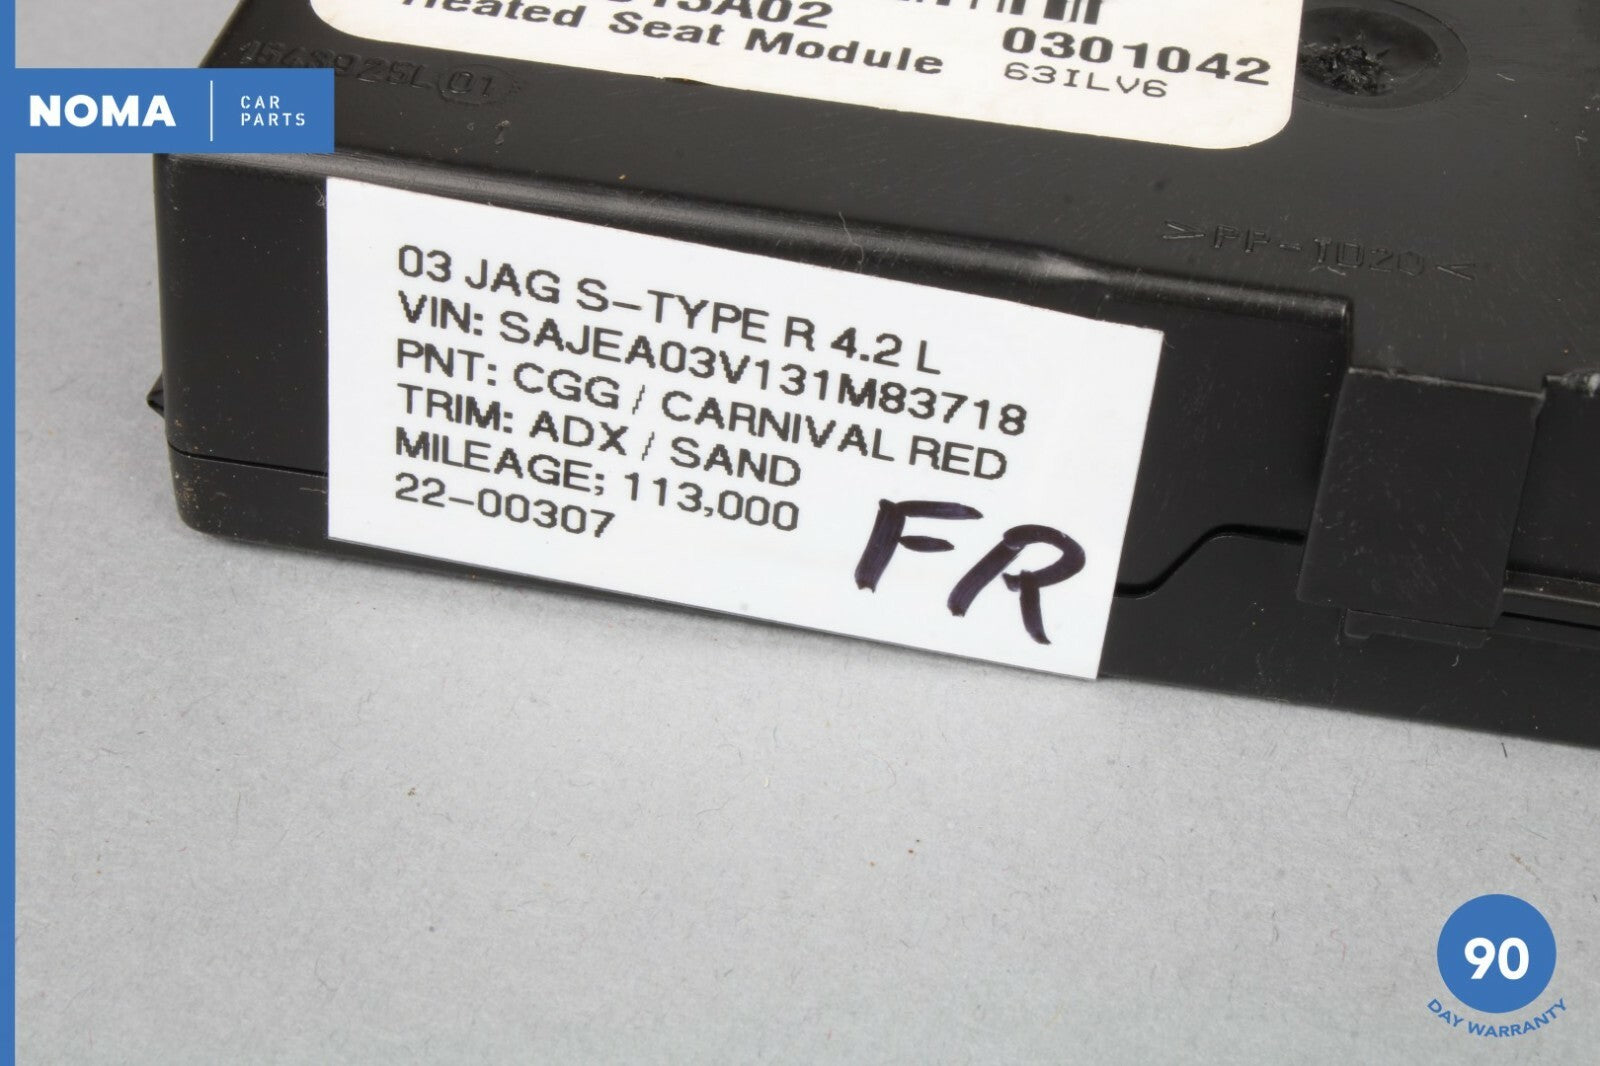 Heated Seat Module
0301042
63ILV6
NOMA
CAR
PARTS
03 JAG S-TYPE R 4.2 L
VIN: SAJEA03V131M83718
PNT: CGG / CARNIVAL RED
TRIM: ADX / SAND
MILEAGE; 113,000
22-00307
FR
>PP-TD20<
90
DAY WARRANTY